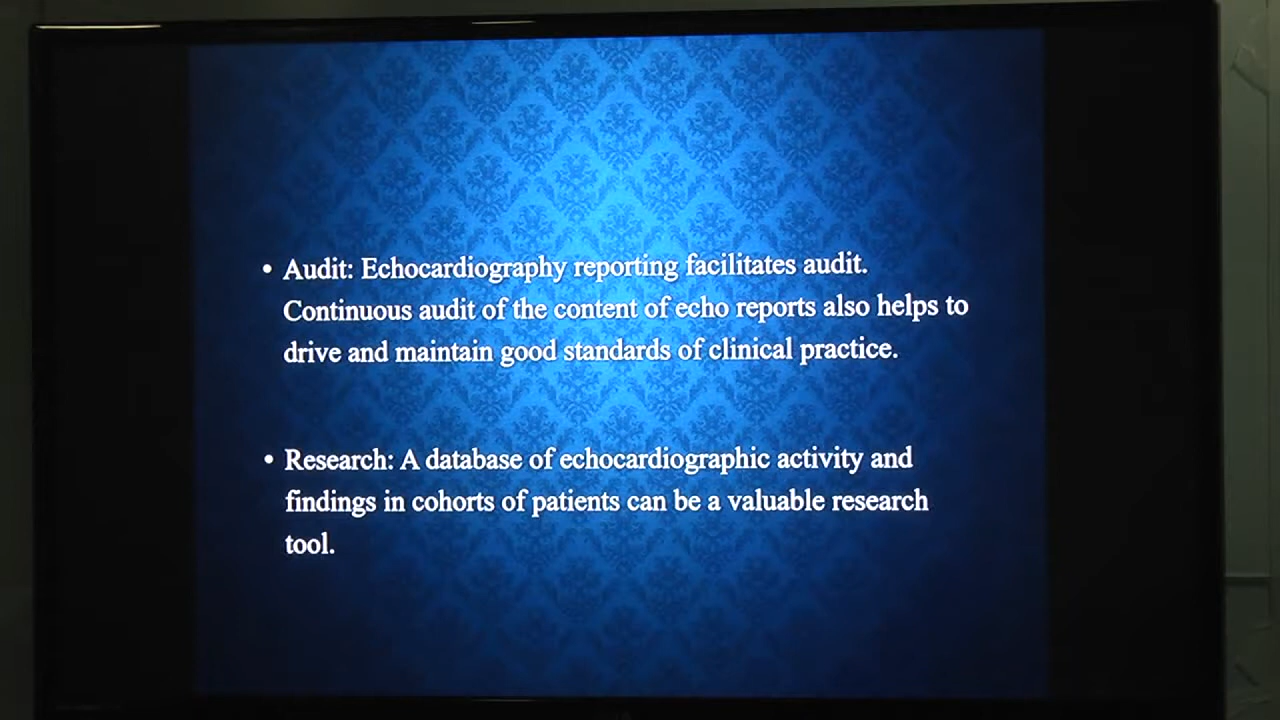 • Audit: Echocardiography reporting facilitates audit.
Continuous audit of the content of echo reports also helps to
drive and maintain good standards of clinical practice.
• Research: A database of echocardiographic activity and
findings in cohorts of patients can be a valuable research
tool.